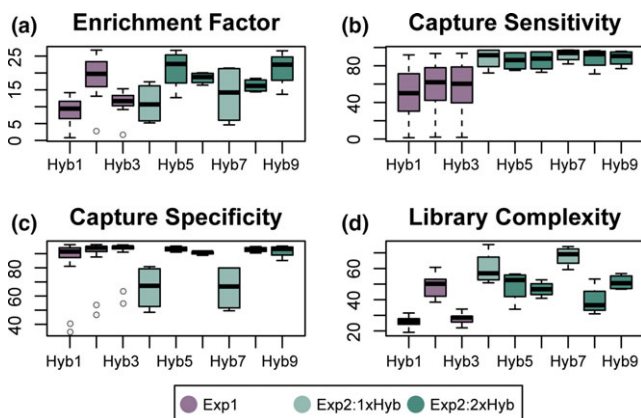 (a) Enrichment Factor
5 15 25
Hyb1 Hyb3 Hyb5 Hyb7 Hyb9
(b) Capture Sensitivity
0 40 80
Hyb1 Hyb3 Hyb5 Hyb7 Hyb9
(c) Capture Specificity
40 60 80
Hyb1 Hyb3 Hyb5 Hyb7 Hyb9
(d) Library Complexity
20 40 60
Hyb1 Hyb3 Hyb5 Hyb7 Hyb9
Exp1 Exp2:1xHyb Exp2:2xHyb